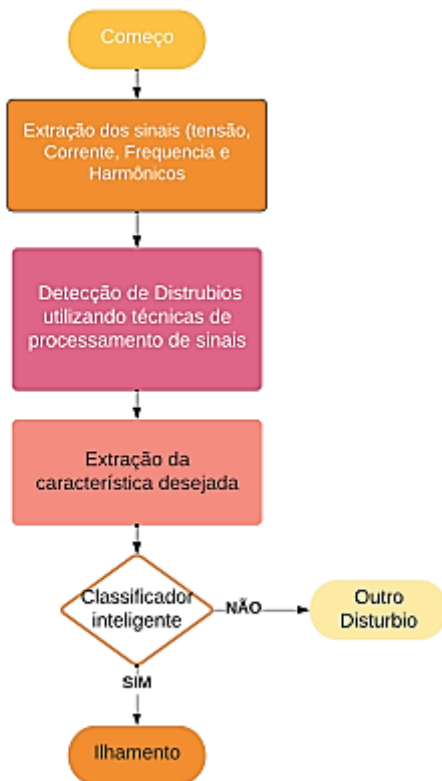 Começo
Extração dos sinais (tensão,
Corrente, Frequencia e
Harmônicos
Detecção de Distrubios
utilizando técnicas de
processamento de sinais
Extração da
característica desejada
Classificador
inteligente
NÃO
Outro
Disturbio
SIM
Ilhamento